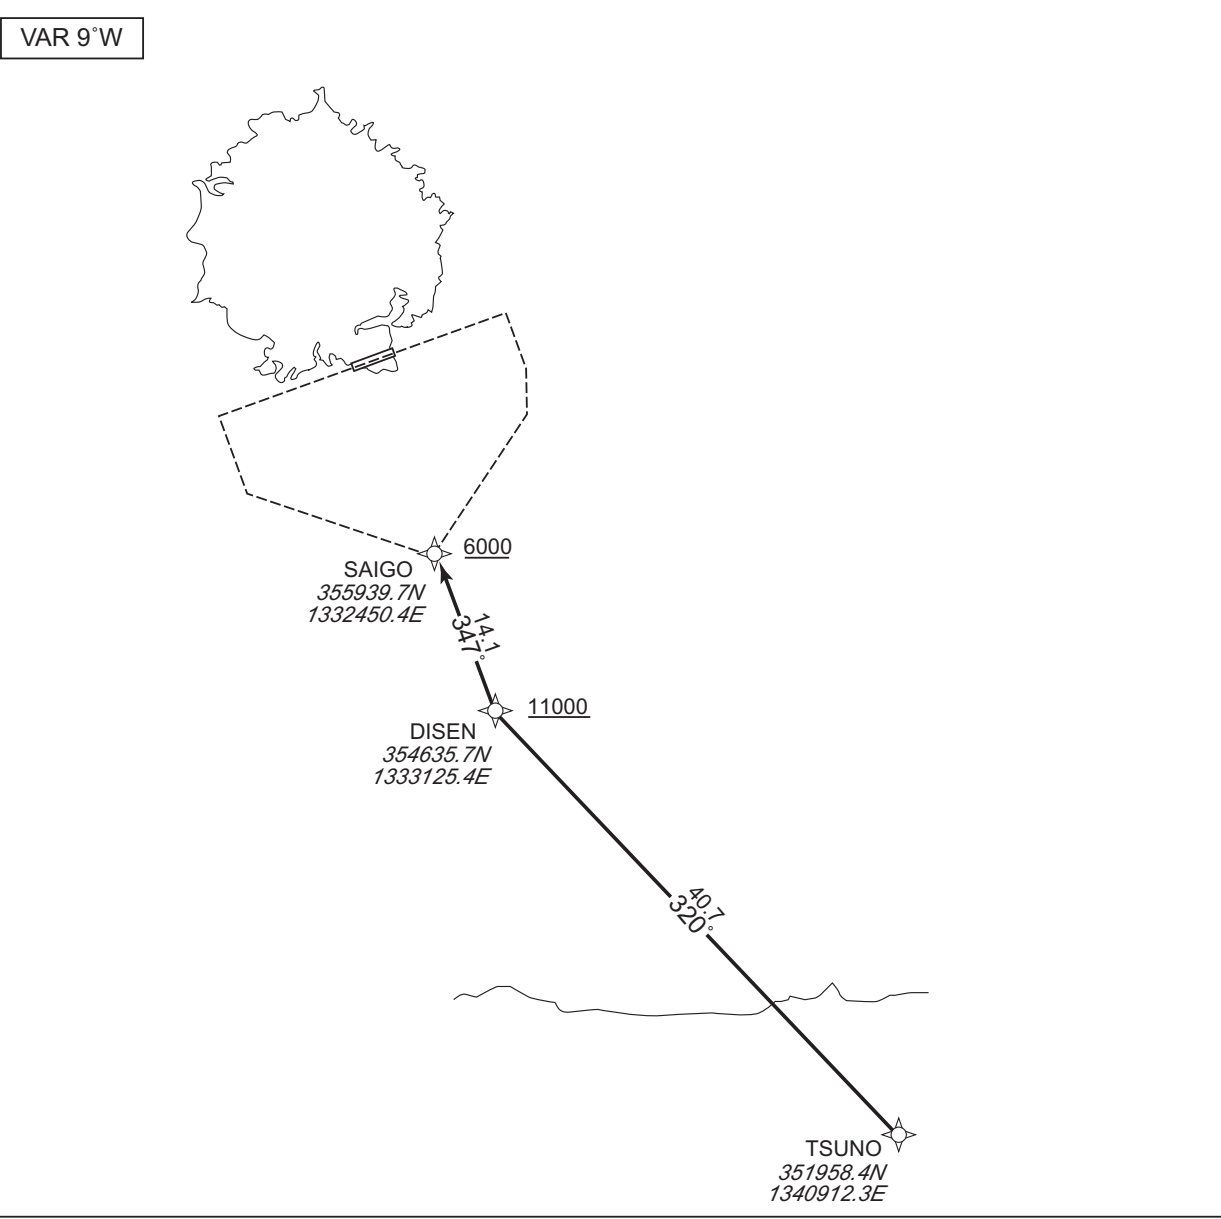 VAR 9˚W
6000
SAIGO
355939.7N
1332450.4E
14.1
347°
11000
DISEN
354635.7N
1333125.4E
40.7
320°
TSUNO
351958.4N
1340912.3E